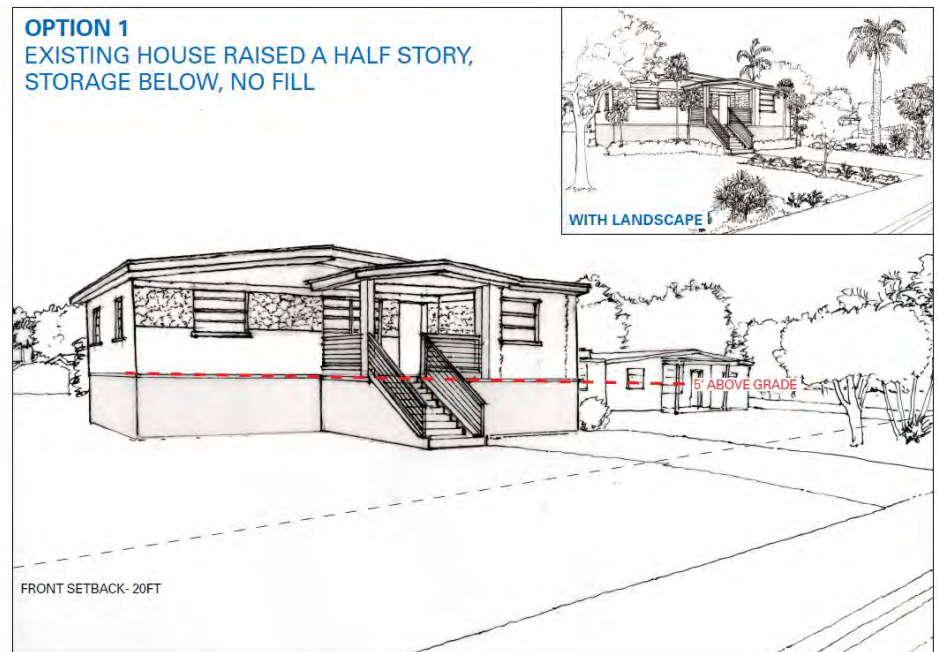 OPTION 1
EXISTING HOUSE RAISED A HALF STORY,
STORAGE BELOW, NO FILL
WITH LANDSCAPE
5' ABOVE GRADE
FRONT SETBACK- 20FT